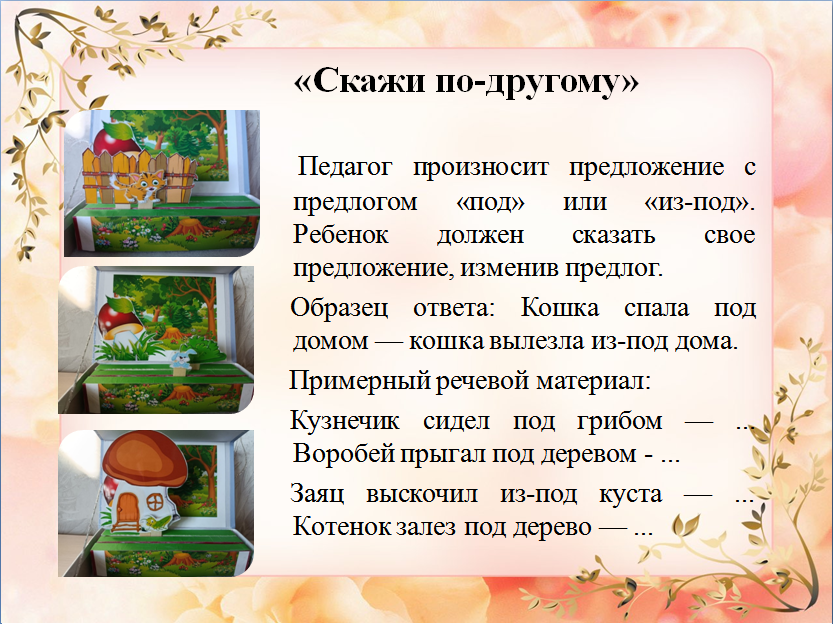 «Скажи по-другому»
Педагог произносит предложение с
предлогом «под» или «из-под».
Ребенок должен сказать свое
предложение, изменив предлог.
Образец ответа: Кошка спала под
домом — кошка вылезла из-под дома.
Примерный речевой материал:
Кузнечик сидел под грибом — ...
Воробей прыгал под деревом - ...
Заяц выскочил из-под куста — ...
Котенок залез под дерево — ...